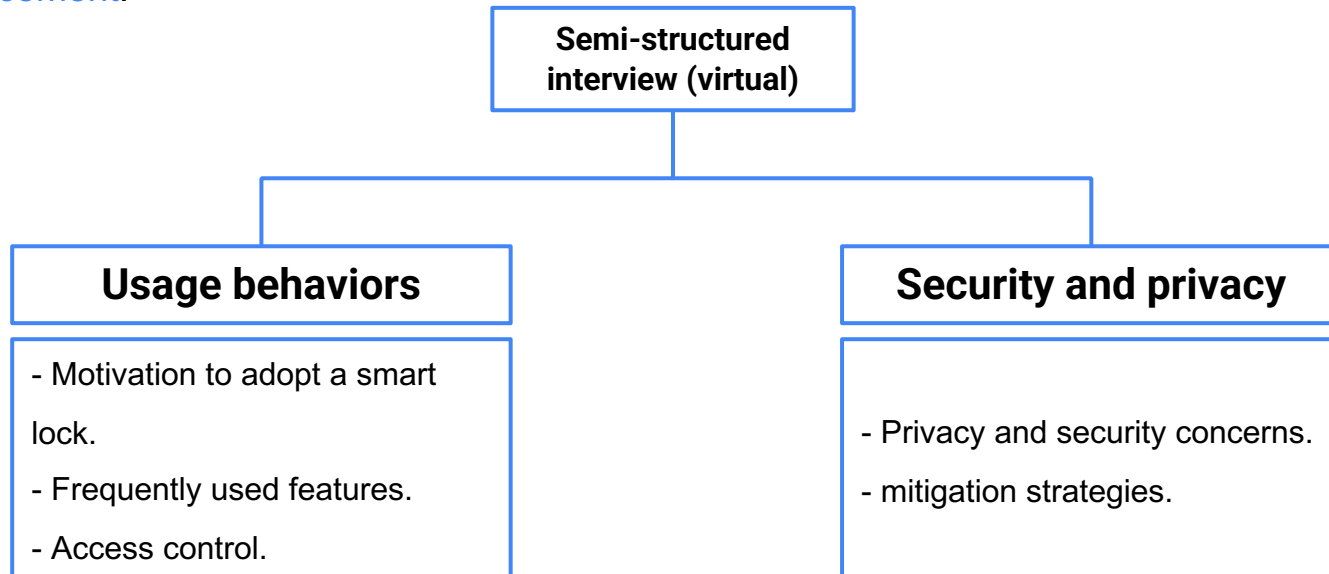 Semi-structured
interview (virtual)
Usage behaviors
- Motivation to adopt a smart
lock.
- Frequently used features.
- Access control.
Security and privacy
- Privacy and security concerns.
- mitigation strategies.